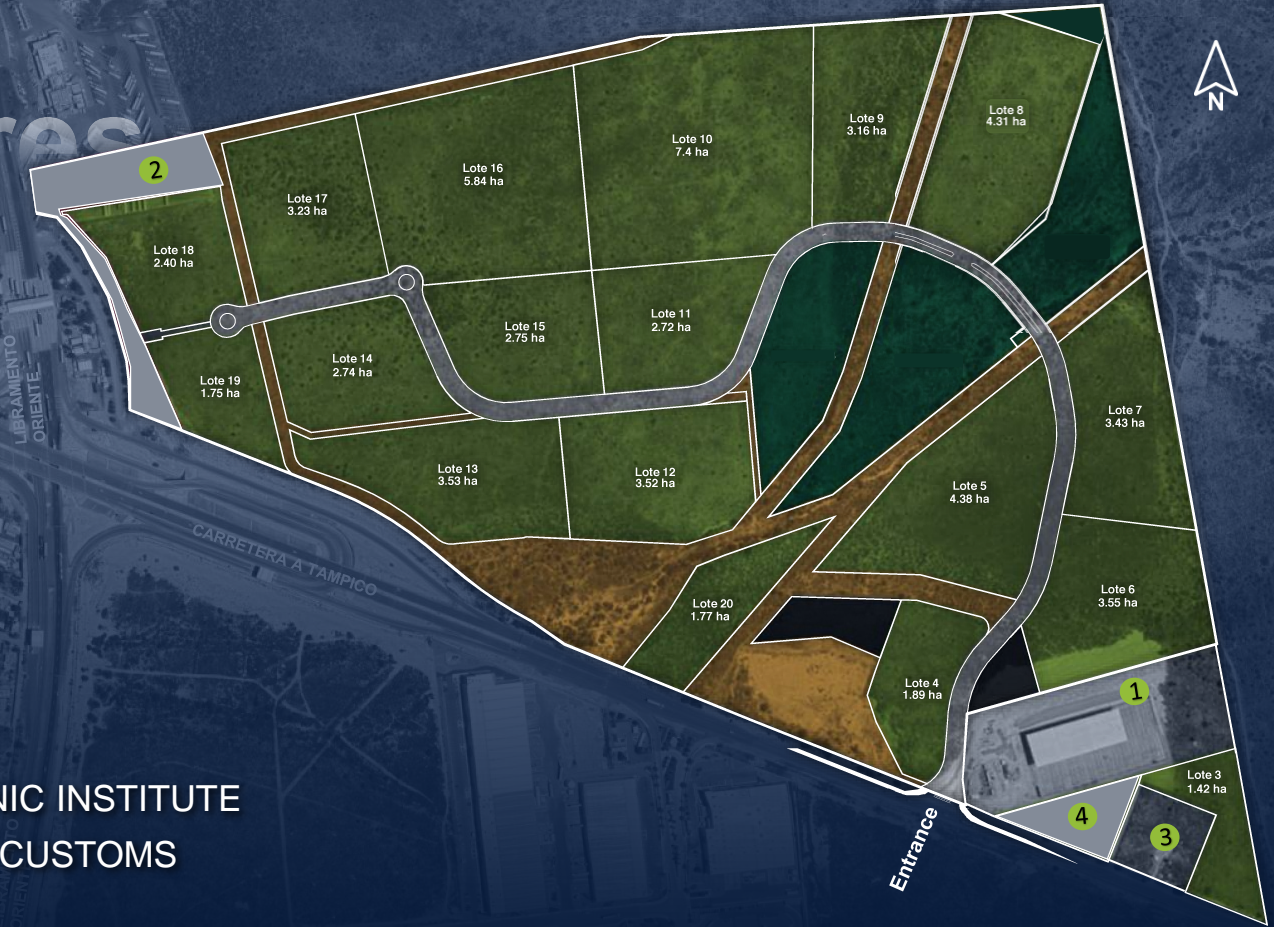 res
N
Lote 8
4.31 ha
Lote 9
3.16 ha
Lote 10
7.4 ha
2
Lote 16
5.84 ha
Lote 17
3.23 ha
Lote 18
2.40 ha
Lote 11
2.72 ha
Lote 15
2.75 ha
Lote 14
2.74 ha
Lote 19
1.75 ha
LIBRAMIENTO
ORIENTE
Lote 7
3.43 ha
Lote 13
3.53 ha
Lote 12
3.52 ha
Lote 5
4.38 ha
CARRETERA A TAMPICO
Lote 6
3.55 ha
Lote 20
1.77 ha
Lote 4
1.89 ha
1
Lote 3
1.42 ha
NIC INSTITUTE
4
3
CUSTOMS
Entrance